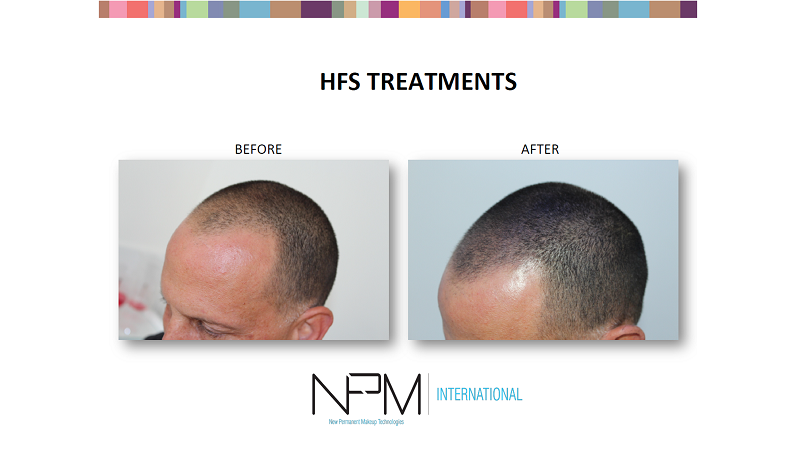 HFS TREATMENTS
BEFORE
AFTER
NPM
INTERNATIONAL
New Permanent Makeup Technologies